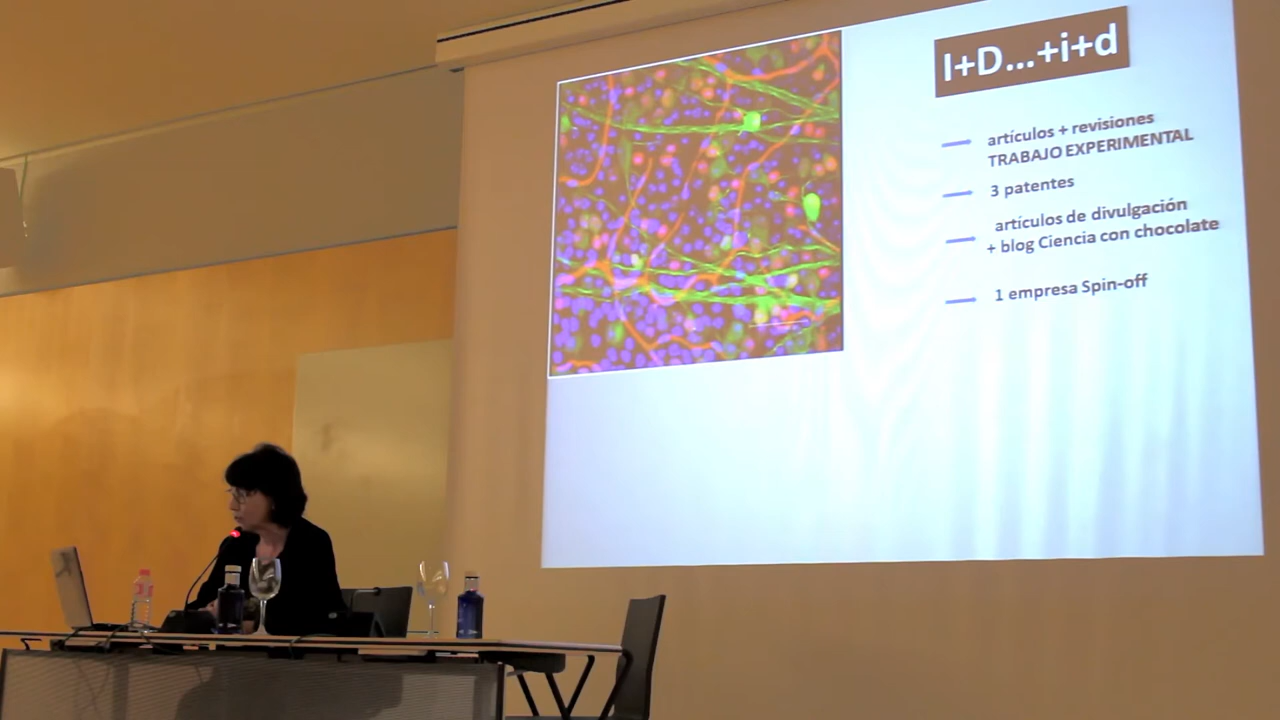 I+D...+i+d
artículos + revisiones
TRABAJO EXPERIMENTAL
3 patentes
artículos de divulgación
+ blog Ciencia con chocolate
1 empresa Spin-off